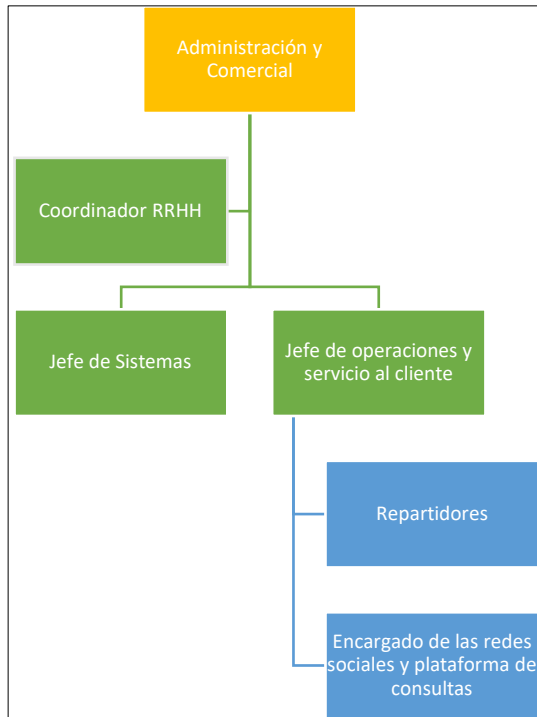 Administración y
Comercial
Coordinador RRHH
Jefe de Sistemas
Jefe de operaciones y
servicio al cliente
Repartidores
Encargado de las redes
sociales y plataforma de
consultas